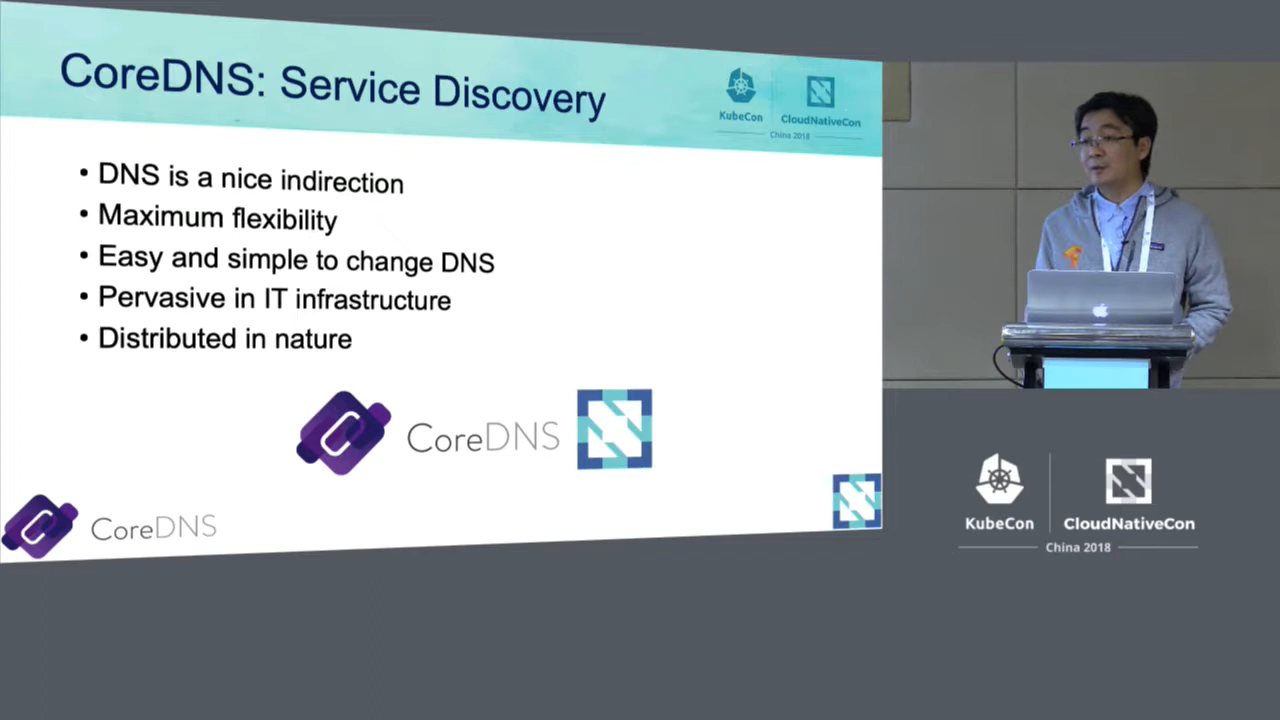 CoreDNS: Service Discovery
KubeCon
CloudNativeCon
China 2018
• DNS is a nice indirection
• Maximum flexibility
• Easy and simple to change DNS
• Pervasive in IT infrastructure
• Distributed in nature
CoreDNS
CoreDNS
KubeCon
CloudNativeCon
China 2018